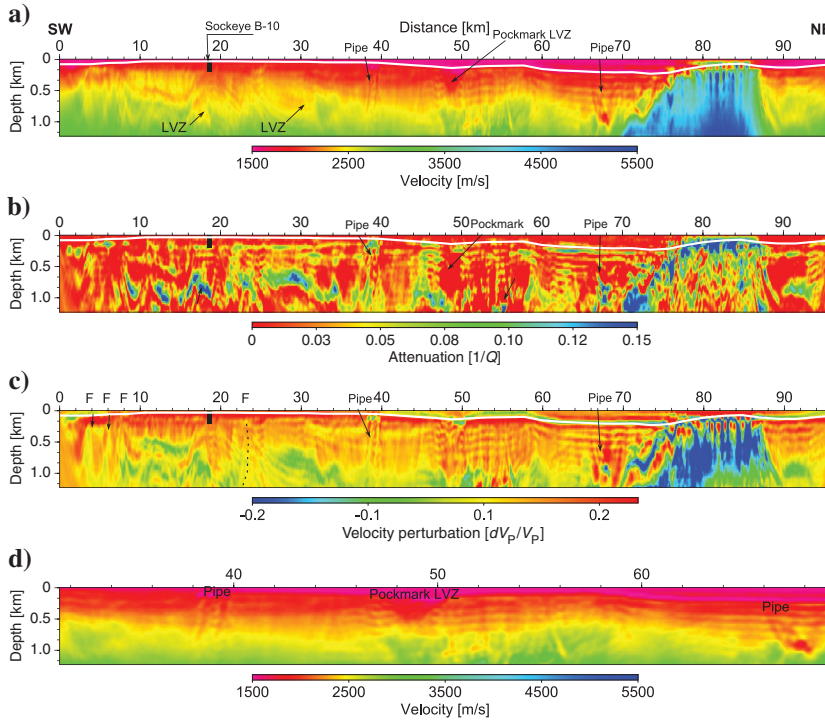 a)
SW
Sockeye B-10
Distance [km]
NE
Pipe
Pockmark LVZ
Pipe
0 10 20 30 40 50 60 70 80 90
Depth [km]
0
0.5
1.0
LVZ
LVZ
1500 2500 3500 4500 5500
Velocity [m/s]
b)
0 10 20 30 40 50 60 70 80 90
Pipe
Pockmark
Pipe
Depth [km]
0
0.5
1.0
0 0.03 0.05 0.08 0.10 0.12 0.15
Attenuation [1/Q]
c)
F F F F
Pipe
Pipe
0 10 20 30 40 50 60 70 80 90
Depth [km]
0
0.5
1.0
-0.2 -0.1 0.1 0.2
Velocity perturbation [dVP/VP]
d)
40 50 60
Pipe
Pockmark LVZ
Pipe
Depth [km]
0
0.5
1.0
1500 2500 3500 4500 5500
Velocity [m/s]